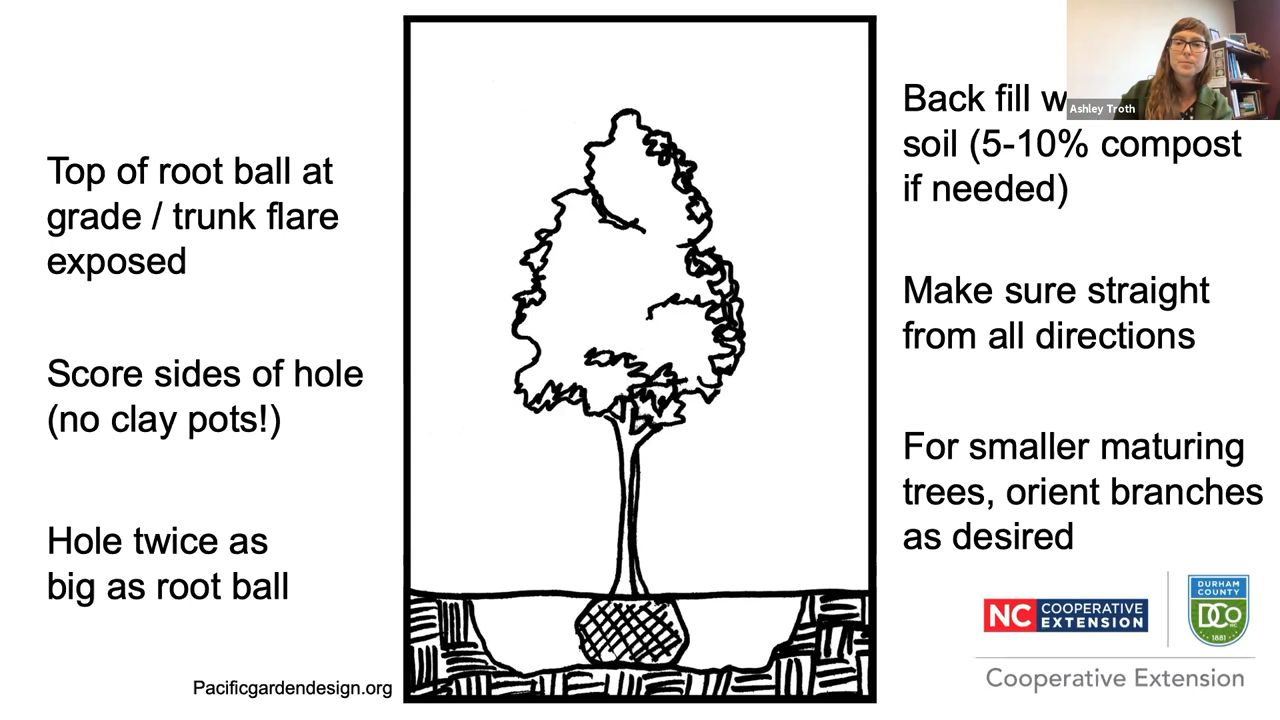 Top of root ball at
grade / trunk flare
exposed
Score sides of hole
(no clay pots!)
Hole twice as
big as root ball
Pacificgardendesign.org
Back fill
soil (5-10% compost
if needed)
Make sure straight
from all directions
For smaller maturing
trees, orient branches
as desired
Ashley Troth
NC COOPERATIVE
EXTENSION
DURHAM
COUNTY
DCo
NC
1881
Cooperative Extension